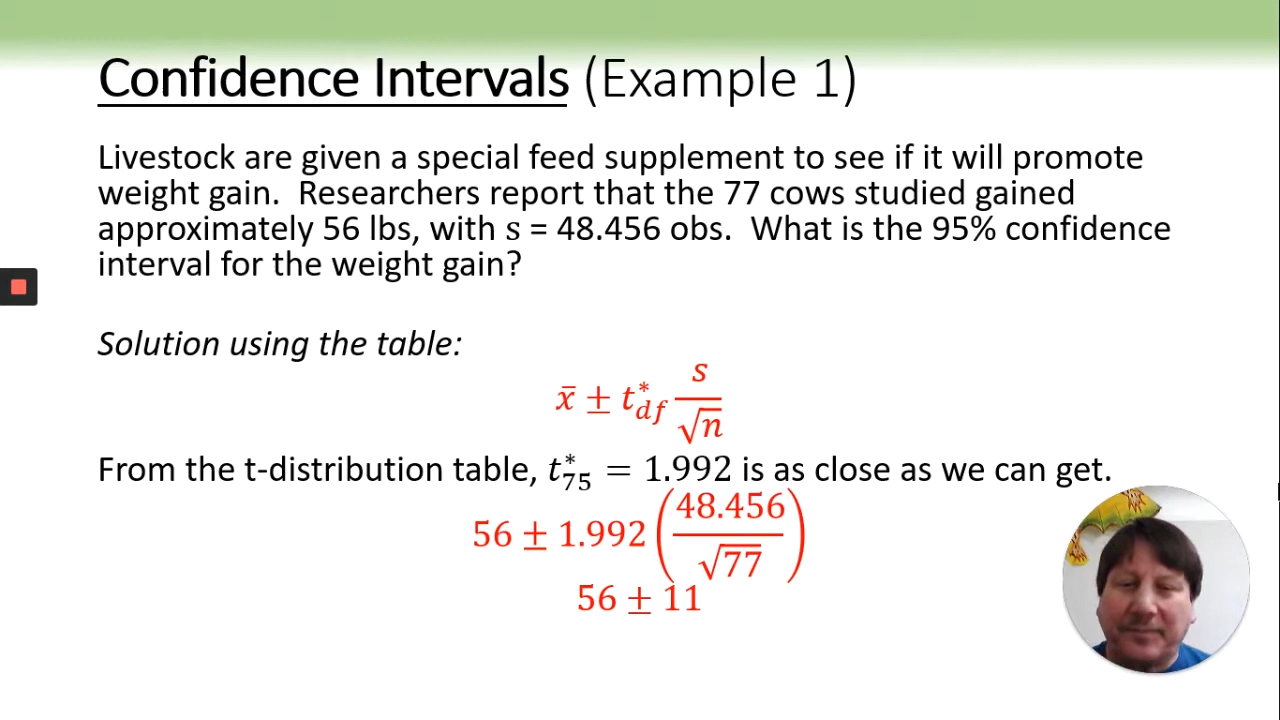 Confidence Intervals (Example 1)
Livestock are given a special feed supplement to see if it will promote
weight gain.  Researchers report that the 77 cows studied gained
approximately 56 lbs, with s = 48.456 obs.  What is the 95% confidence
interval for the weight gain?
Solution using the table:
x̄ ± t*df s/√n
From the t-distribution table, t*75 = 1.992 is as close as we can get.
56 ± 1.992 (48.456/√77)
56 ± 11